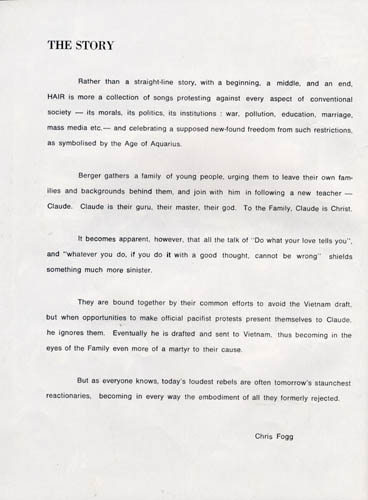 THE STORY
Rather than a straight-line story, with a beginning, a middle, and an end,
HAIR is more a collection of songs protesting against every aspect of conventional
society — its morals, its politics, its institutions : war, pollution, education, marriage,
mass media etc.— and celebrating a supposed new-found freedom from such restrictions,
as symbolised by the Age of Aquarius.
Berger gathers a family of young people, urging them to leave their own fam-
ilies and backgrounds behind them, and join with him in following a new teacher —
Claude. Claude is their guru, their master, their god. To the Family, Claude is Christ.
It becomes apparent, however, that all the talk of "Do what your love tells you",
and "whatever you do, if you do it with a good thought, cannot be wrong" shields
something much more sinister.
They are bound together by their common efforts to avoid the Vietnam draft,
but when opportunities to make official pacifist protests present themselves to Claude,
he ignores them. Eventually he is drafted and sent to Vietnam, thus becoming in the
eyes of the Family even more of a martyr to their cause.
But as everyone knows, today's loudest rebels are often tomorrow's staunchest
reactionaries, becoming in every way the embodiment of all they formerly rejected.
Chris Fogg